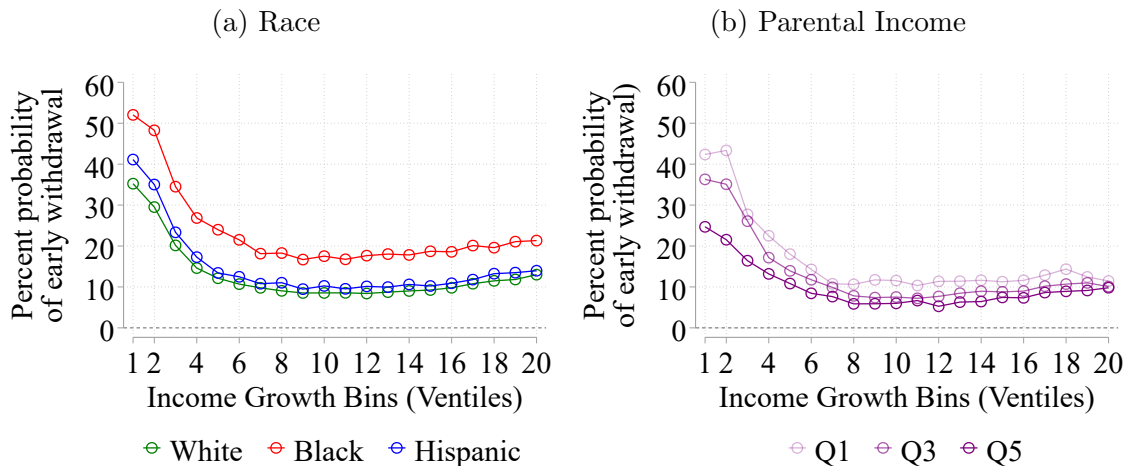 (a) Race
Percent probability
of early withdrawal
60
50
40
30
20
10
0
1 2 4 6 8 10 12 14 16 18 20
Income Growth Bins (Ventiles)
White Black Hispanic
(b) Parental Income
Percent probability
of early withdrawal)
60
50
40
30
20
10
0
1 2 4 6 8 10 12 14 16 18 20
Income Growth Bins (Ventiles)
Q1 Q3 Q5